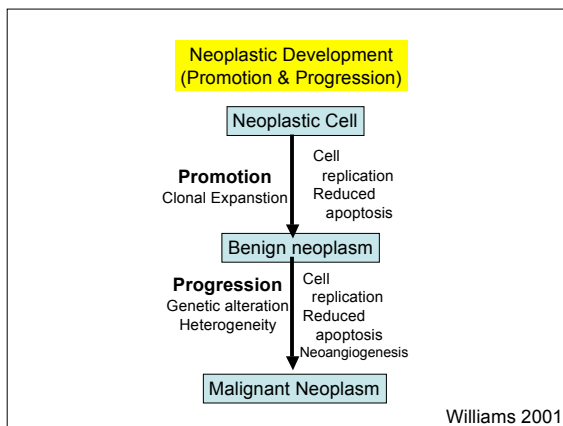 Neoplastic Development
(Promotion & Progression)
Neoplastic Cell
Promotion
Clonal Expanstion
Cell
replication
Reduced
apoptosis
Benign neoplasm
Progression
Genetic alteration
Heterogeneity
Cell
replication
Reduced
apoptosis
Neoangiogenesis
Malignant Neoplasm
Williams 2001